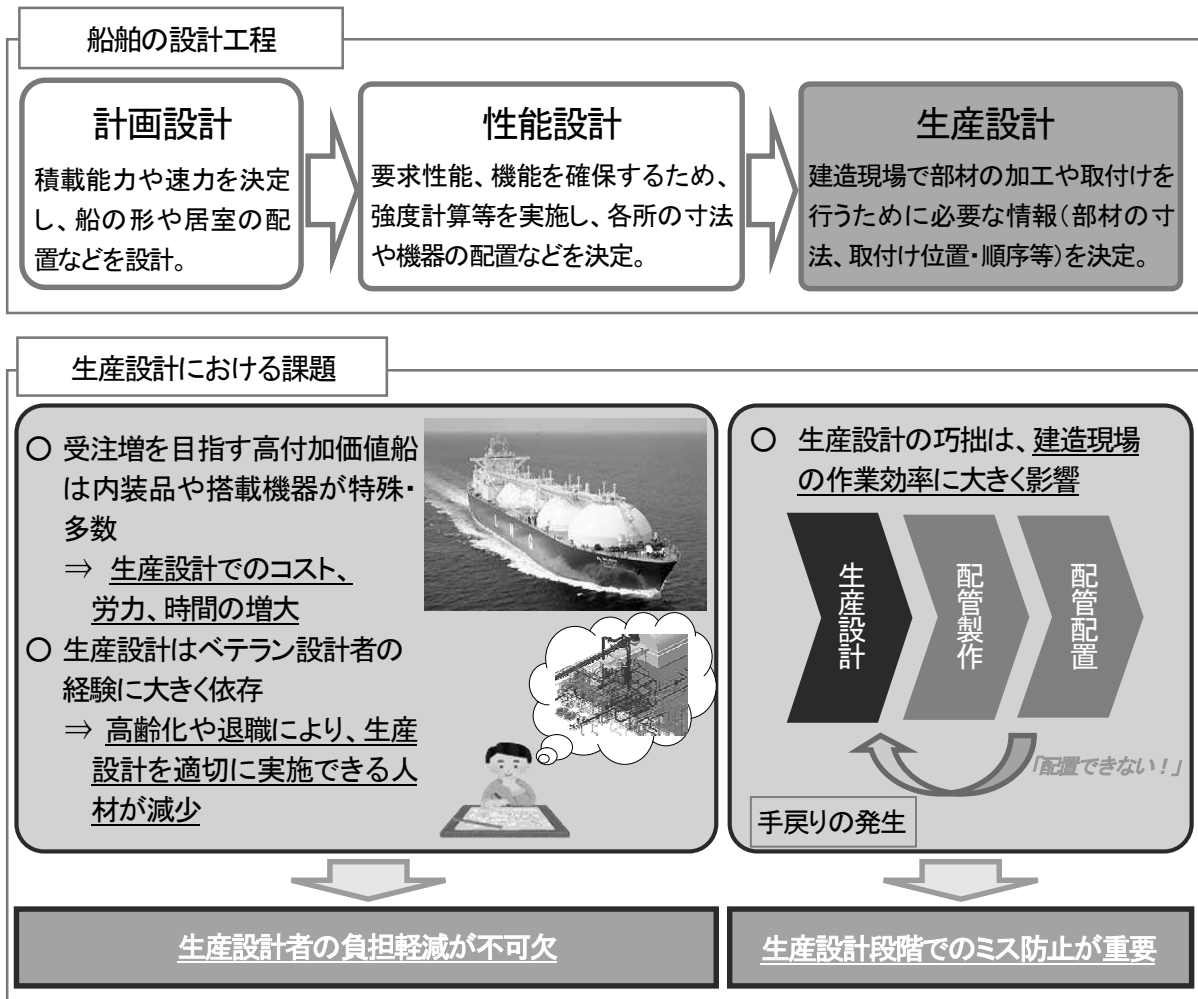 船舶の設計工程
計画設計
積載能力や速力を決定
し、船の形や居室の配
置などを設計。
性能設計
要求性能、機能を確保するため、
強度計算等を実施し、各所の寸法
や機器の配置などを決定。
生産設計
建造現場で部材の加工や取付けを
行うために必要な情報(部材の寸
法、取付け位置・順序等)を決定。
生産設計における課題
○ 受注増を目指す高付加価値船
は内装品や搭載機器が特殊・
多数
⇒ 生産設計でのコスト、
労力、時間の増大
○ 生産設計はベテラン設計者の
経験に大きく依存
⇒ 高齢化や退職により、生産
設計を適切に実施できる人
材が減少
LNG
○ 生産設計の巧拙は、建造現場
の作業効率に大きく影響
生産設計
配管製作
配管配置
「配置できない!」
手戻りの発生
生産設計者の負担軽減が不可欠
生産設計段階でのミス防止が重要